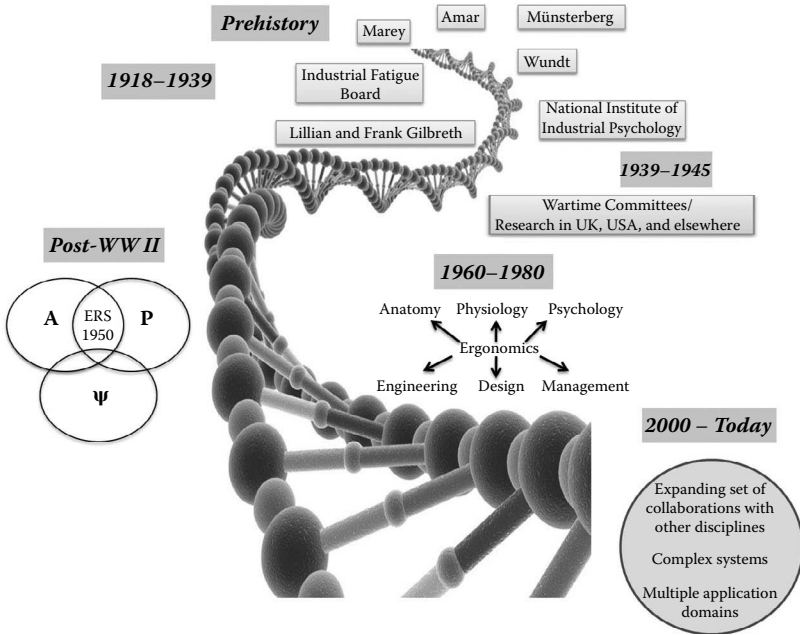 Prehistory
Marey
Amar
Münsterberg
Wundt
1918–1939
Industrial Fatigue
Board
National Institute of
Industrial Psychology
Lillian and Frank Gilbreth
1939–1945
Wartime Committees/
Research in UK, USA, and elsewhere
Post-WW II
A
ERS
1950
P
Ψ
1960–1980
Anatomy Physiology Psychology
Ergonomics
Engineering Design Management
2000 – Today
Expanding set of
collaborations with
other disciplines
Complex systems
Multiple application
domains